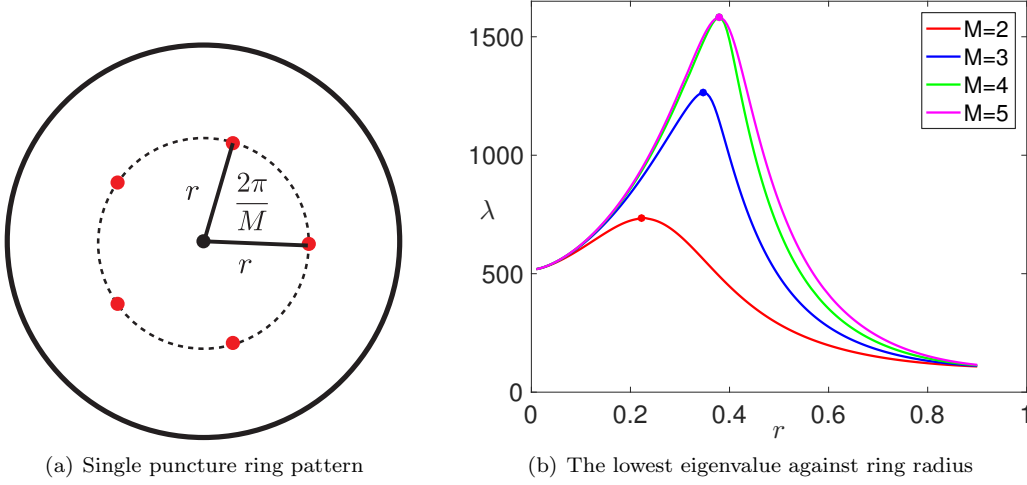 r
2π
M
r
(a) Single puncture ring pattern
1500
1000
λ
500
0
0
0.2
0.4
0.6
0.8
1
r
M=2
M=3
M=4
M=5
(b) The lowest eigenvalue against ring radius